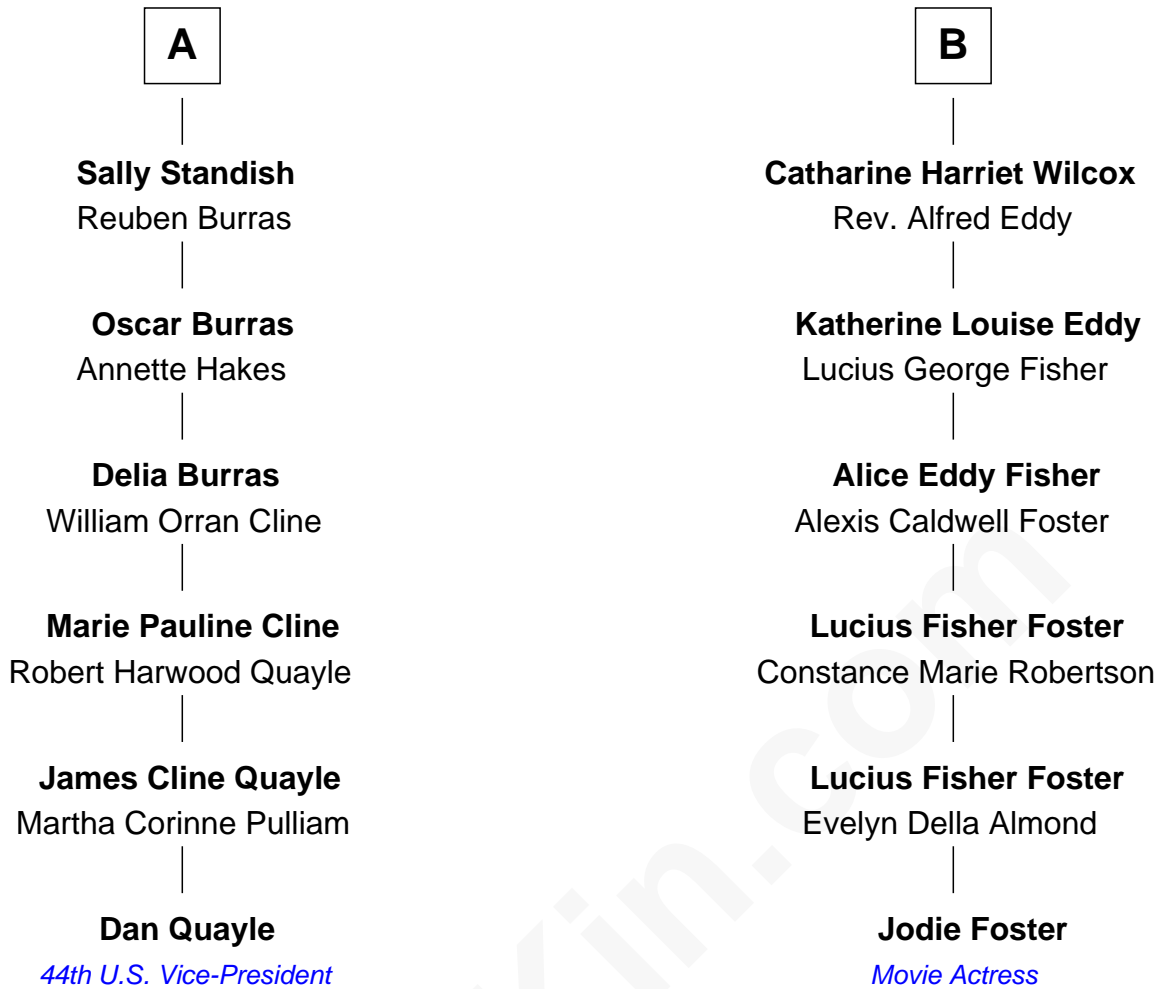 A
Sally Standish
Reuben Burras
Oscar Burras
Annette Hakes
Delia Burras
William Orran Cline
Marie Pauline Cline
Robert Harwood Quayle
James Cline Quayle
Martha Corinne Pulliam
Dan Quayle
44th U.S. Vice-President
B
Catharine Harriet Wilcox
Rev. Alfred Eddy
Katherine Louise Eddy
Lucius George Fisher
Alice Eddy Fisher
Alexis Caldwell Foster
Lucius Fisher Foster
Constance Marie Robertson
Lucius Fisher Foster
Evelyn Della Almond
Jodie Foster
Movie Actress
in.com